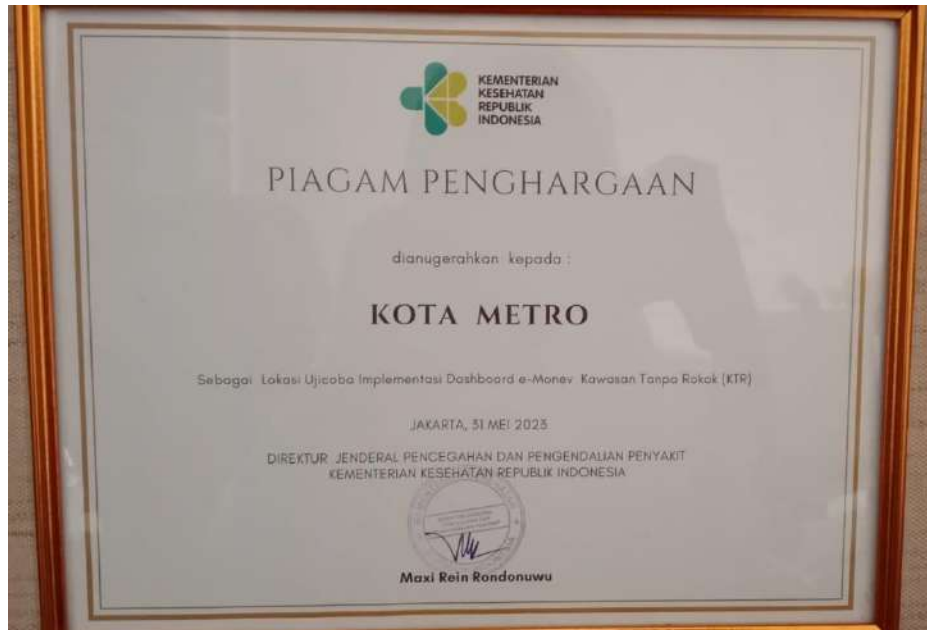 KEMENTERIAN
KESEHATAN
REPUBLIK
INDONESIA
PIAGAM PENGHARGAAN
dianugerahkan kepada :
KOTA METRO
Sebagai Lokasi Ujicoba Implementasi Dashboard e-Monev Kawasan Tanpa Rokok (KTR)
JAKARTA, 31 MEI 2023
DIREKTUR JENDERAL PENCEGAHAN DAN PENGENDALIAN PENYAKIT
KEMENTERIAN KESEHATAN REPUBLIK INDONESIA
Maxi Rein Rondonuwu